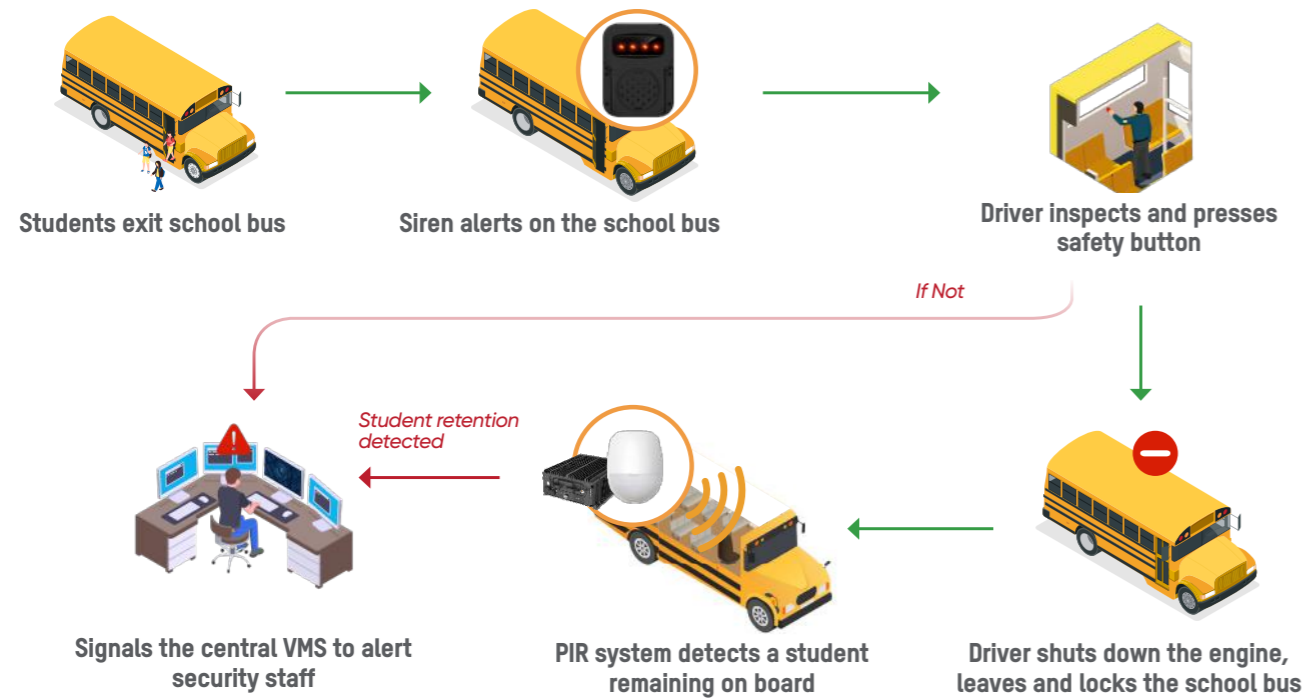 Students exit school bus
Siren alerts on the school bus
Driver inspects and presses
safety button
If Not
Student retention
detected
Signals the central VMS to alert
security staff
PIR system detects a student
remaining on board
Driver shuts down the engine,
leaves and locks the school bus